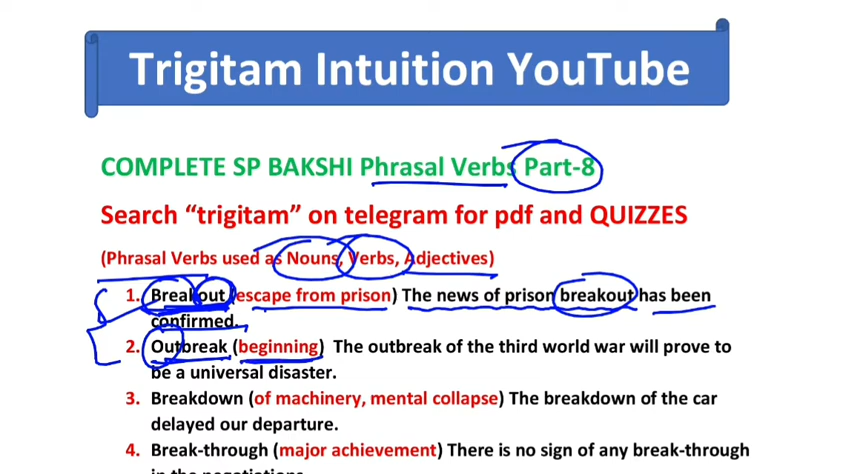 Trigitam Intuition YouTube
COMPLETE SP BAKSHI Phrasal Verbs Part-8
Search “trigitam” on telegram for pdf and QUIZZES
(Phrasal Verbs used as Nouns, Verbs, Adjectives)
1. Breakout (escape from prison) The news of prison breakout has been
confirmed.
2. Outbreak (beginning) The outbreak of the third world war will prove to
be a universal disaster.
3. Breakdown (of machinery, mental collapse) The breakdown of the car
delayed our departure.
4. Break-through (major achievement) There is no sign of any break-through
in the negotiations.